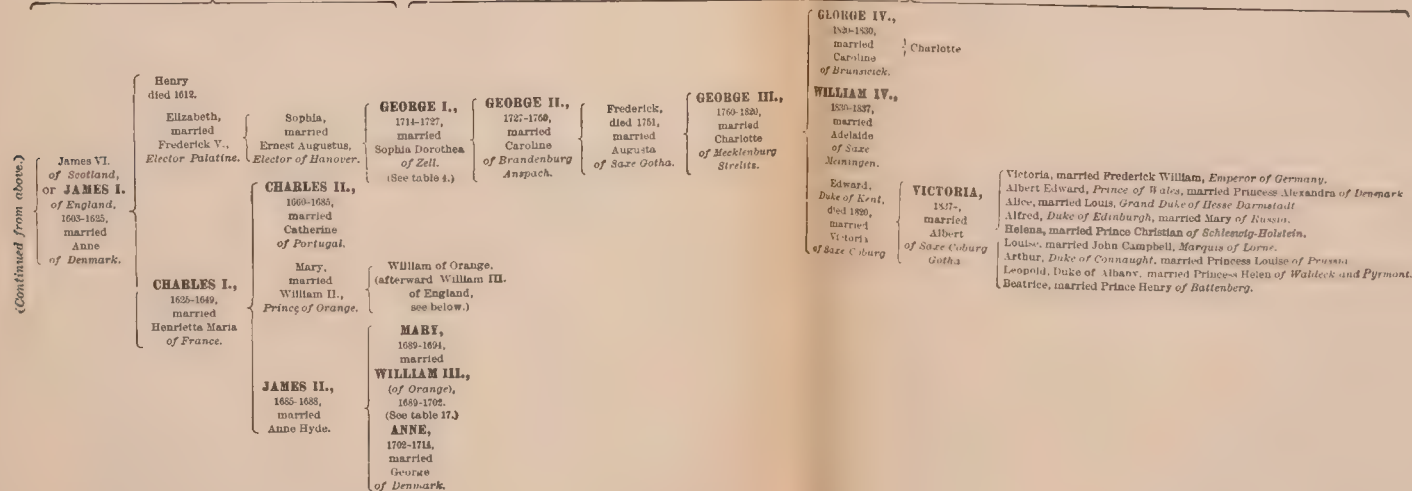 (Continued from above.)
James VI.
of Scotland,
or JAMES I.
of England,
1603-1625,
married
Anne
of Denmark.
Henry
died 1612.
Elizabeth,
married
Frederick V.,
Elector Palatine.
CHARLES I.,
1625-1649,
married
Henrietta Maria
of France.
Sophia,
married
Ernest Augustus,
Elector of Hanover.
CHARLES II.,
1660-1685,
married
Catherine
of Portugal.
Mary,
married
William II.,
Prince of Orange.
JAMES II.,
1685-1688,
married
Anne Hyde.
GEORGE I.,
1714-1727,
married
Sophia Dorothea
of Zell.
(See table 4.)
William of Orange,
(afterward William III.
of England,
see below.)
MARY,
1689-1694,
married
WILLIAM III.,
(of Orange),
1689-1702.
(See table 17.)
ANNE,
1702-1714,
married
George
of Denmark.
GEORGE II.,
1727-1760,
married
Caroline
of Brandenburg
Anspach.
Frederick,
died 1751,
married
Augusta
of Saxe Gotha.
GEORGE III.,
1760-1820,
married
Charlotte
of Mecklenburg
Strelitz.
GEORGE IV.,
1820-1830,
married
Caroline
of Brunswick.
Charlotte
WILLIAM IV.,
1830-1837,
married
Adelaide
of Saxe
Meiningen.
Edward,
Duke of Kent,
died 1820,
married
Victoria
of Saxe Coburg
VICTORIA,
1837-,
married
Albert
of Saxe Coburg
Gotha
Victoria, married Frederick William, Emperor of Germany.
Albert Edward, Prince of Wales, married Princess Alexandra of Denmark
Alice, married Louis, Grand Duke of Hesse Darmstadt
Alfred, Duke of Edinburgh, married Mary of Russia.
Helena, married Prince Christian of Schleswig-Holstein.
Louise, married John Campbell, Marquis of Lorne.
Arthur, Duke of Connaught, married Princess Louise of Prussia
Leopold, Duke of Albany, married Princess Helen of Waldeck and Pyrmont.
Beatrice, married Prince Henry of Battenberg.